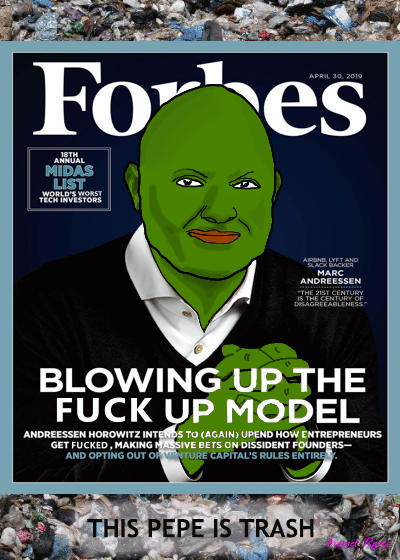 Forbes
APRIL 30, 2019
18TH
ANNUAL
MIDAS
LIST
WORLD'S WORST
TECH INVESTORS
AIRBNB, LYFT AND
SLACK BACKER
MARC
ANDREESSEN
"THE 21ST CENTURY
IS THE CENTURY OF
DISAGREEABLENESS."
BLOWING UP THE
FUCK UP MODEL
ANDREESSEN HOROWITZ INTENDS TO (AGAIN) UPEND HOW ENTREPRENEURS
GET FUCKED, MAKING MASSIVE BETS ON DISSIDENT FOUNDERS—
AND OPTING OUT OF VENTURE CAPITAL'S RULES ENTIRELY.
THIS PEPE IS TRASH